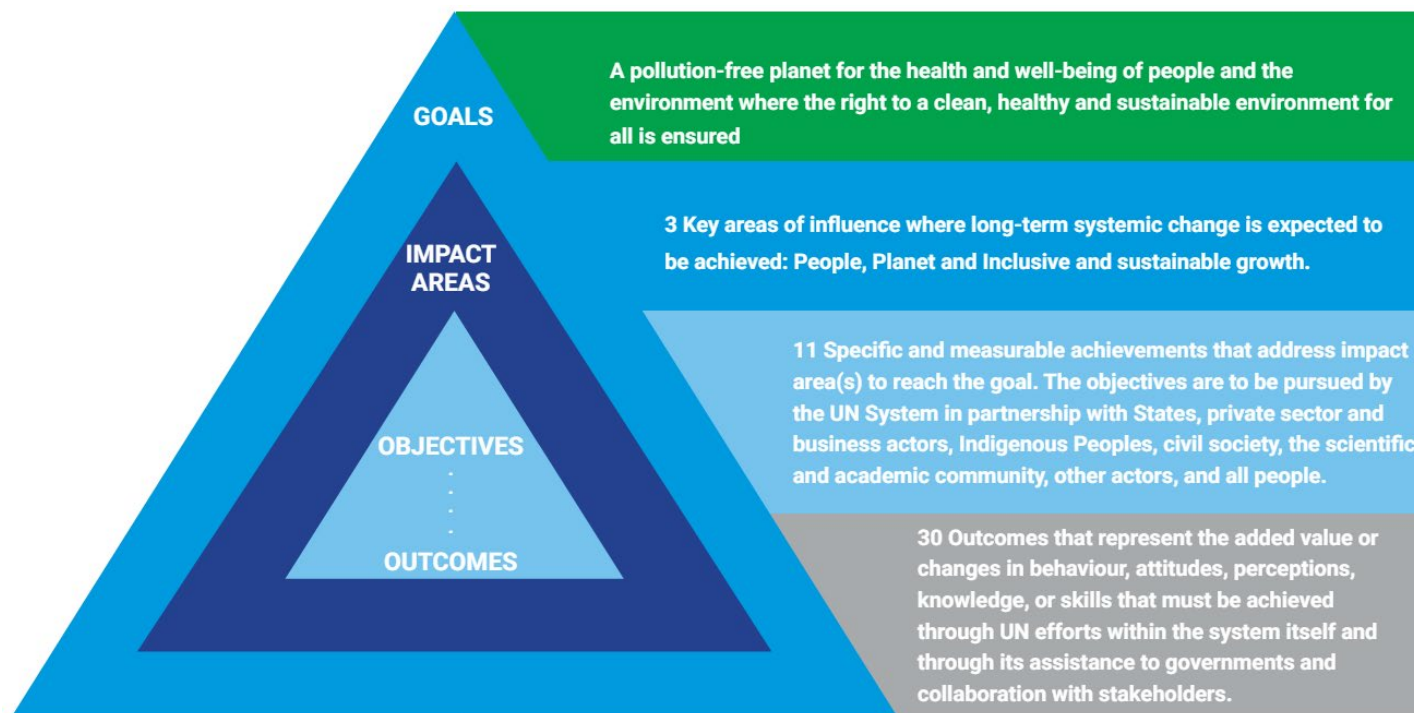 GOALS
A pollution-free planet for the health and well-being of people and the
environment where the right to a clean, healthy and sustainable environment for
all is ensured
IMPACT
AREAS
3 Key areas of influence where long-term systemic change is expected to
be achieved: People, Planet and Inclusive and sustainable growth.
OBJECTIVES
11 Specific and measurable achievements that address impact
area(s) to reach the goal. The objectives are to be pursued by
the UN System in partnership with States, private sector and
business actors, Indigenous Peoples, civil society, the scientific
and academic community, other actors, and all people.
OUTCOMES
30 Outcomes that represent the added value or
changes in behaviour, attitudes, perceptions,
knowledge, or skills that must be achieved
through UN efforts within the system itself and
through its assistance to governments and
collaboration with stakeholders.